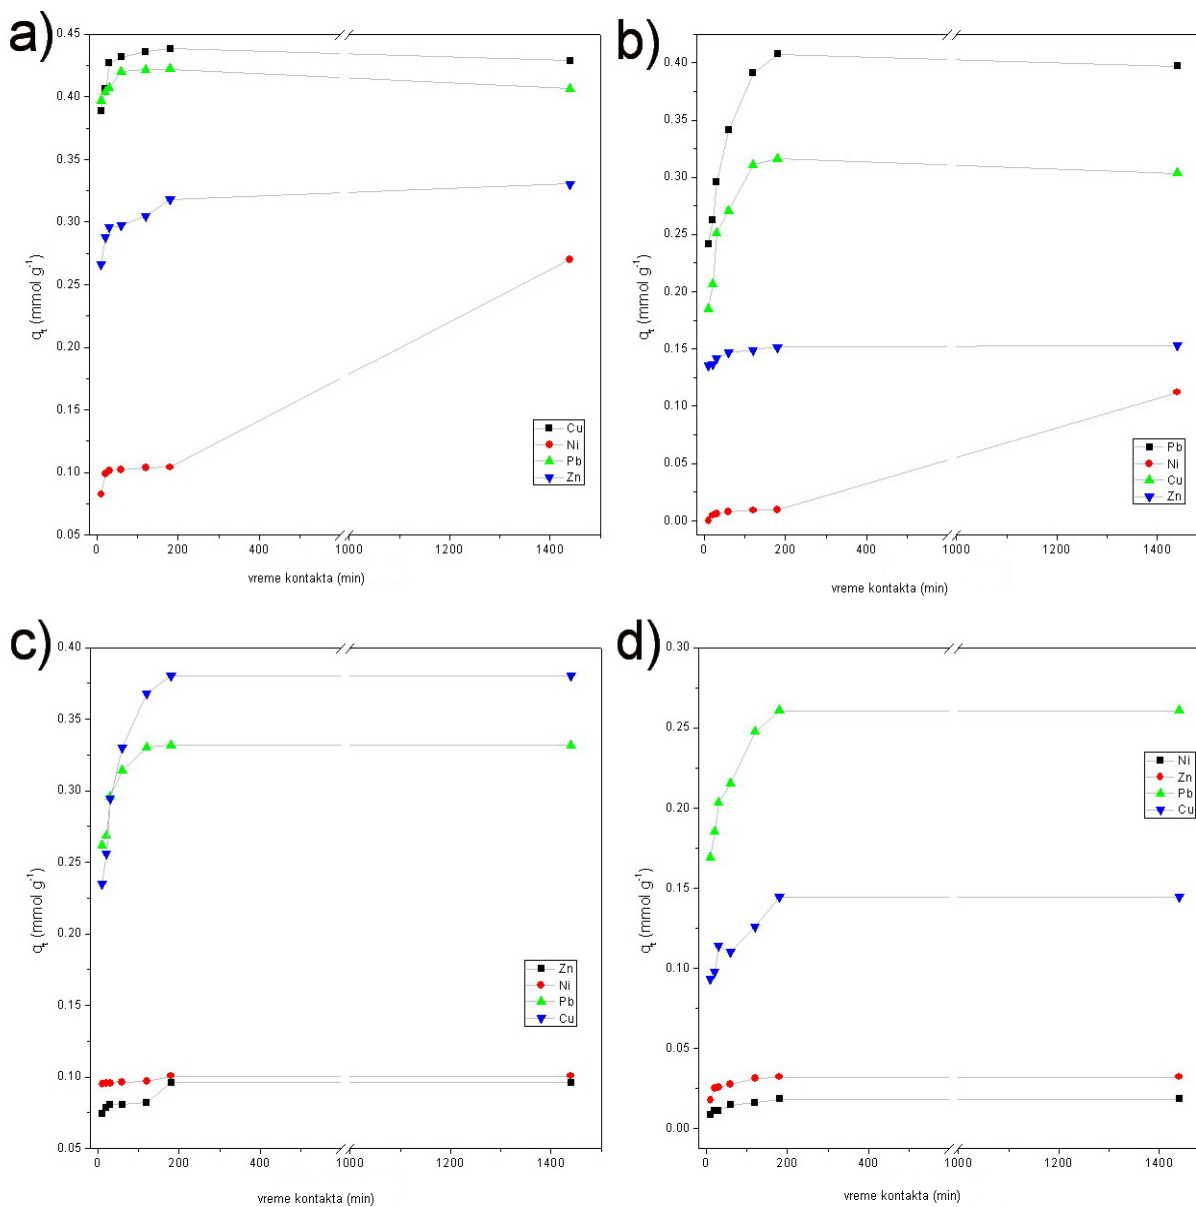 a)
0.45
0.40
0.35
0.30
0.25
0.20
0.15
0.10
0.05
qt (mmol g-1)
Cu
Ni
Pb
Zn
0 200 400 1000 1200 1400
vreme kontakta (min)
b)
0.40
0.35
0.30
0.25
0.20
0.15
0.10
0.05
0.00
qt (mmol g-1)
Pb
Ni
Cu
Zn
0 200 400 1000 1200 1400
vreme kontakta (min)
c)
0.40
0.35
0.30
0.25
0.20
0.15
0.10
0.05
qt (mmol g-1)
Zn
Ni
Pb
Cu
0 200 400 1000 1200 1400
vreme kontakta (min)
d)
0.30
0.25
0.20
0.15
0.10
0.05
0.00
qt (mmol g-1)
Ni
Zn
Pb
Cu
0 200 400 1000 1200 1400
vreme kontakta (min)